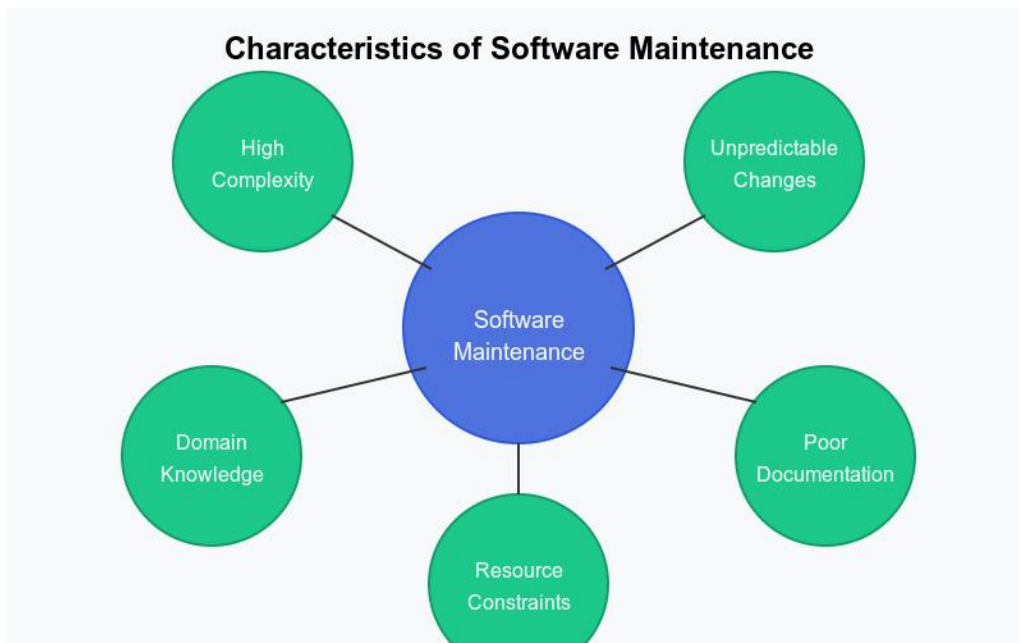 Characteristics of Software Maintenance
High
Complexity
Unpredictable
Changes
Software
Maintenance
Domain
Knowledge
Poor
Documentation
Resource
Constraints